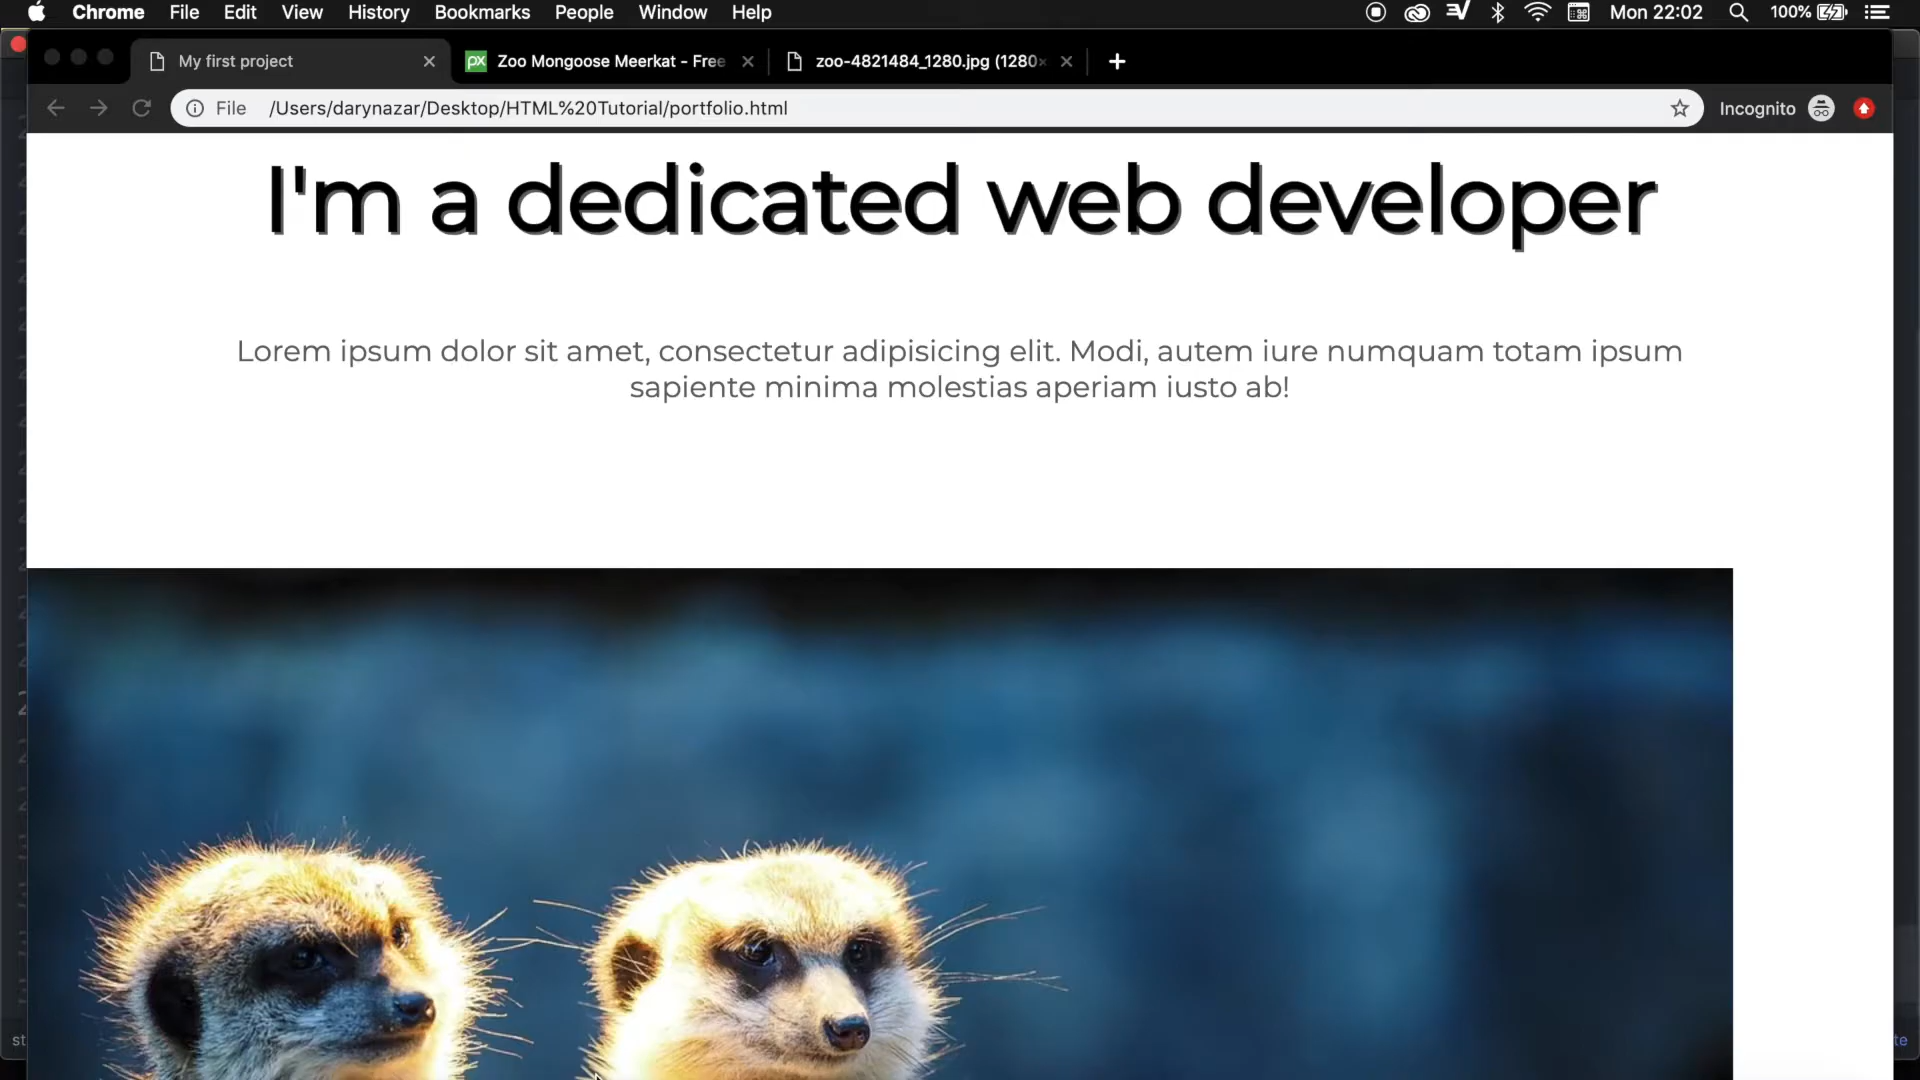 Chrome File Edit View History Bookmarks People Window Help Mon 22:02 100%
My first project Zoo Mongoose Meerkat - Free zoo-4821484_1280.jpg (1280×
File /Users/darynazar/Desktop/HTML%20Tutorial/portfolio.html Incognito
I'm a dedicated web developer
Lorem ipsum dolor sit amet, consectetur adipisicing elit. Modi, autem iure numquam totam ipsum
sapiente minima molestias aperiam iusto ab!
st te